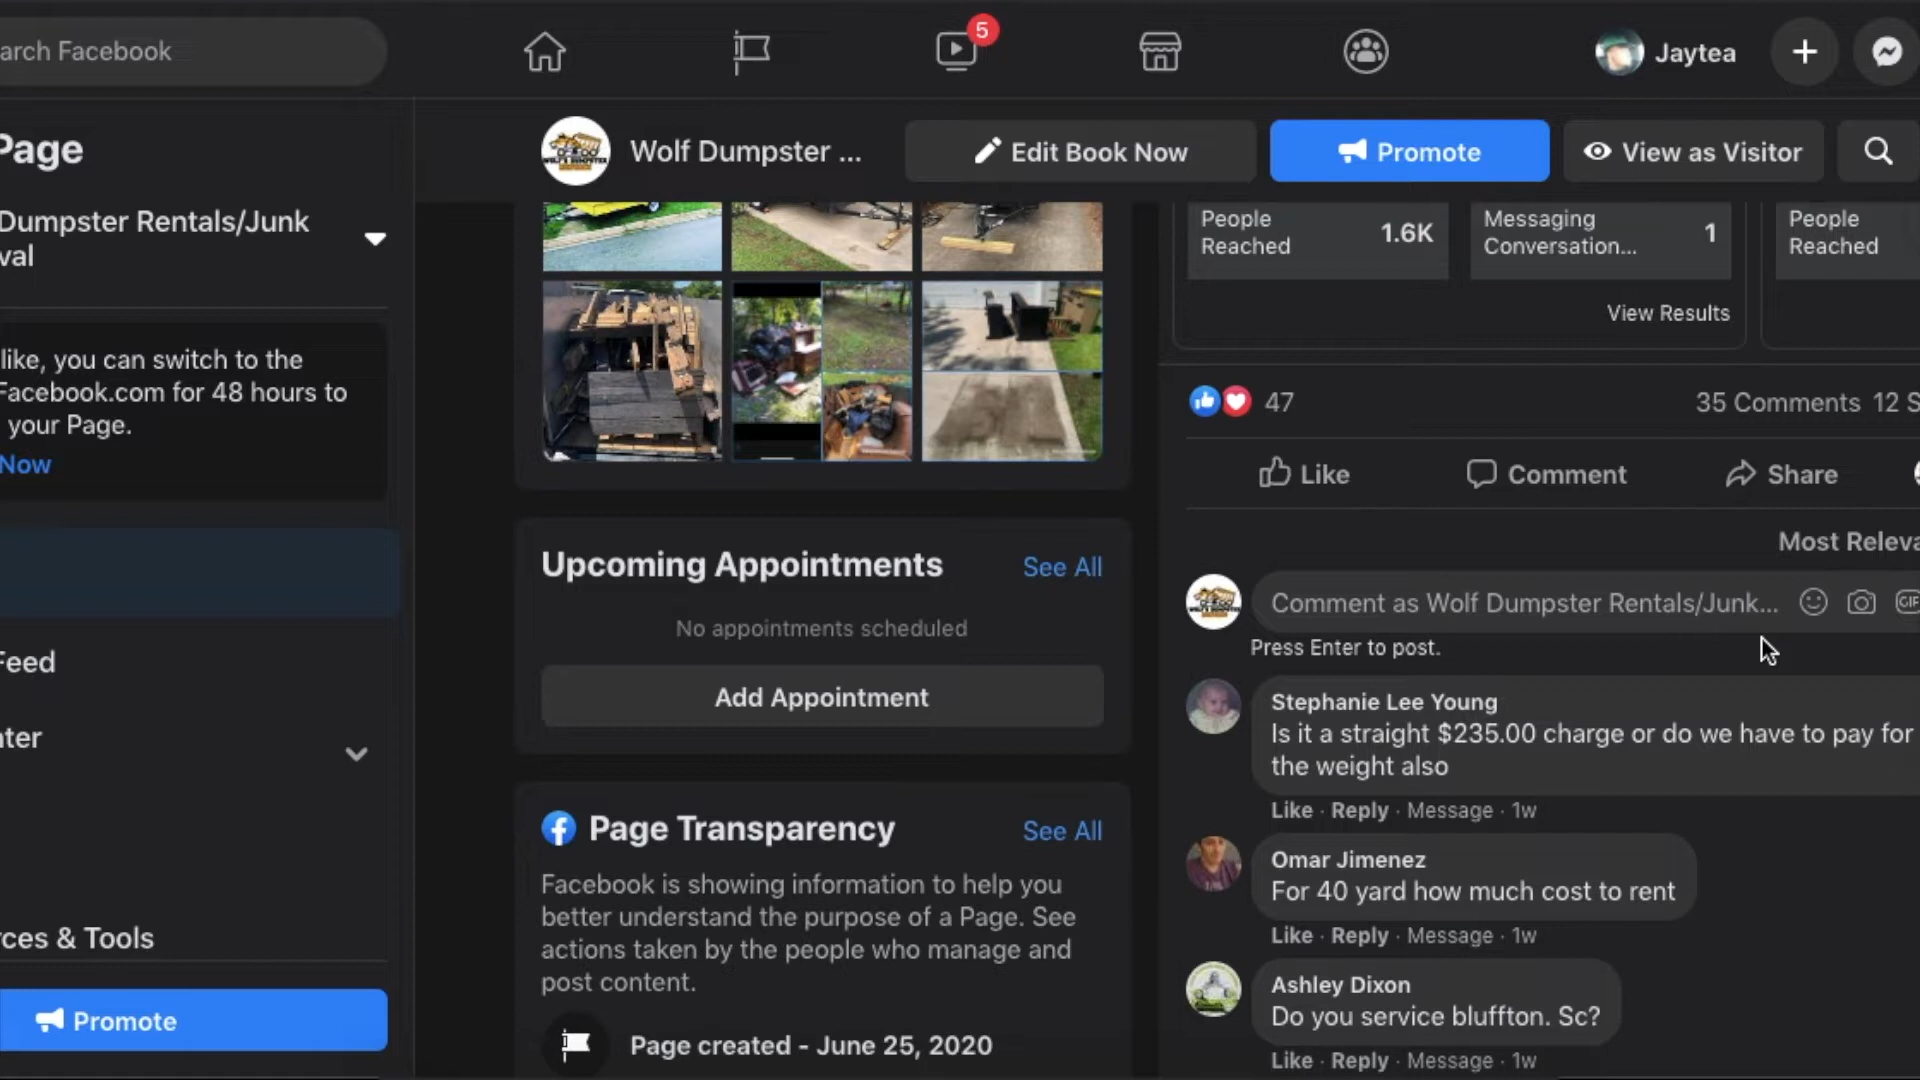 arch Facebook
5
Jaytea
Page
Dumpster Rentals/Junk
val
like, you can switch to the
Facebook.com for 48 hours to
your Page.
Now
Feed
nter
rces & Tools
Promote
Wolf Dumpster ...
Edit Book Now
Promote
View as Visitor
Upcoming Appointments
See All
No appointments scheduled
Add Appointment
Page Transparency
See All
Facebook is showing information to help you
better understand the purpose of a Page. See
actions taken by the people who manage and
post content.
Page created - June 25, 2020
People
Reached
1.6K
Messaging
Conversation...
1
People
Reached
View Results
47
35 Comments 12 S
Like
Comment
Share
Most Releva
Comment as Wolf Dumpster Rentals/Junk...
GIF
Press Enter to post.
Stephanie Lee Young
Is it a straight $235.00 charge or do we have to pay for
the weight also
Like · Reply · Message · 1w
Omar Jimenez
For 40 yard how much cost to rent
Like · Reply · Message · 1w
Ashley Dixon
Do you service bluffton. Sc?
Like · Reply · Message · 1w